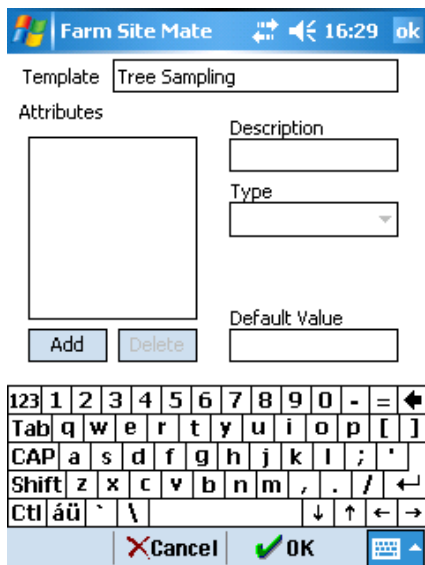 Farm Site Mate 16:29 ok
Template Tree Sampling
Attributes
Description
Type
Default Value
Add Delete
123 1 2 3 4 5 6 7 8 9 0 - =
Tab q w e r t y u i o p [ ]
CAP a s d f g h j k l ; '
Shift z x c v b n m , . /
Ctl áü ` \
Cancel OK